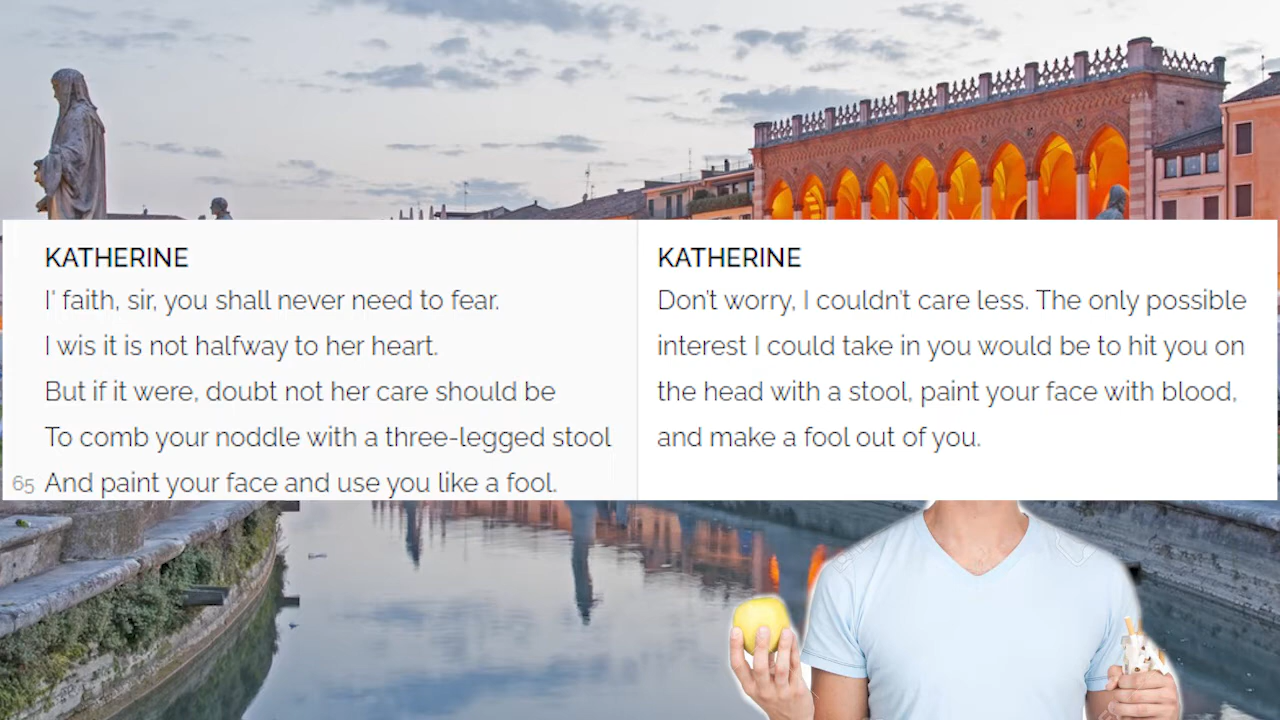 KATHERINE
I' faith, sir, you shall never need to fear.
I wis it is not halfway to her heart.
But if it were, doubt not her care should be
To comb your noddle with a three-legged stool
65 And paint your face and use you like a fool.
KATHERINE
Don't worry, I couldn't care less. The only possible
interest I could take in you would be to hit you on
the head with a stool, paint your face with blood,
and make a fool out of you.